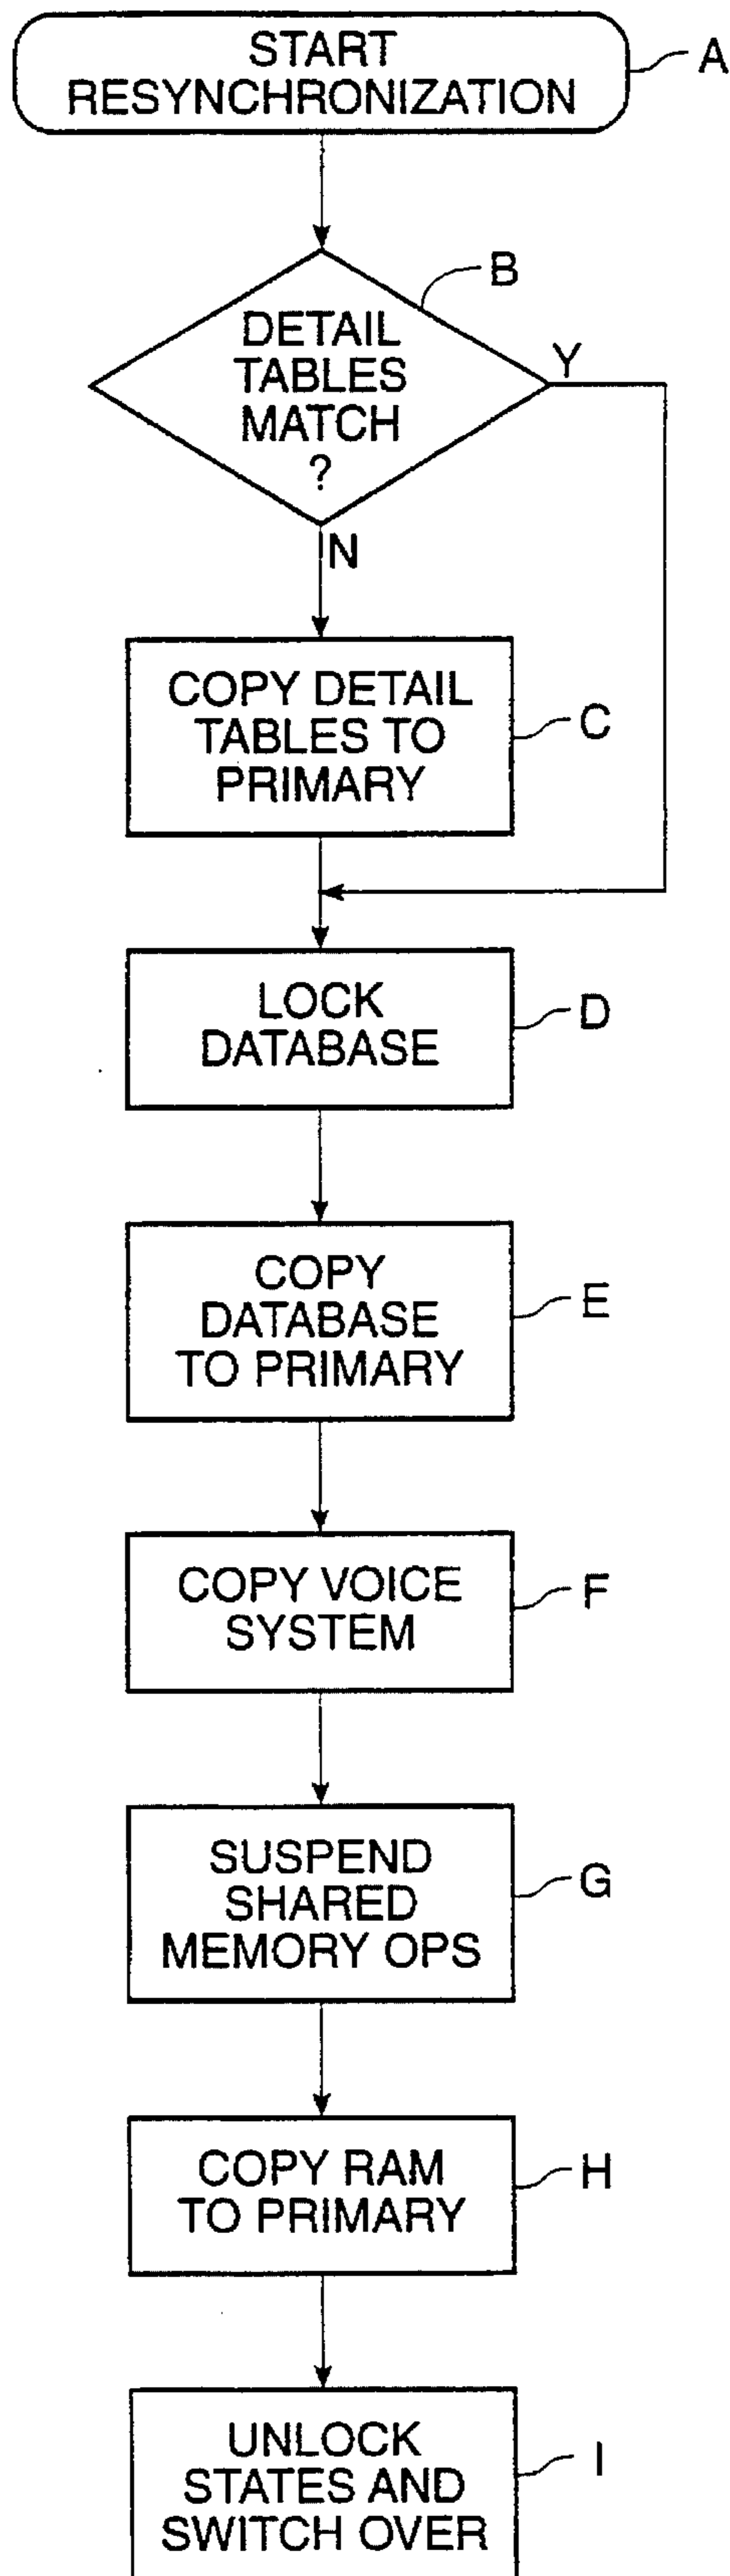 START
RESYNCHRONIZATION
A
B
DETAIL
TABLES
MATCH
?
Y
N
COPY DETAIL
TABLES TO
PRIMARY
C
LOCK
DATABASE
D
COPY
DATABASE
TO PRIMARY
E
COPY VOICE
SYSTEM
F
SUSPEND
SHARED
MEMORY OPS
G
COPY RAM
TO PRIMARY
H
UNLOCK
STATES AND
SWITCH OVER
I